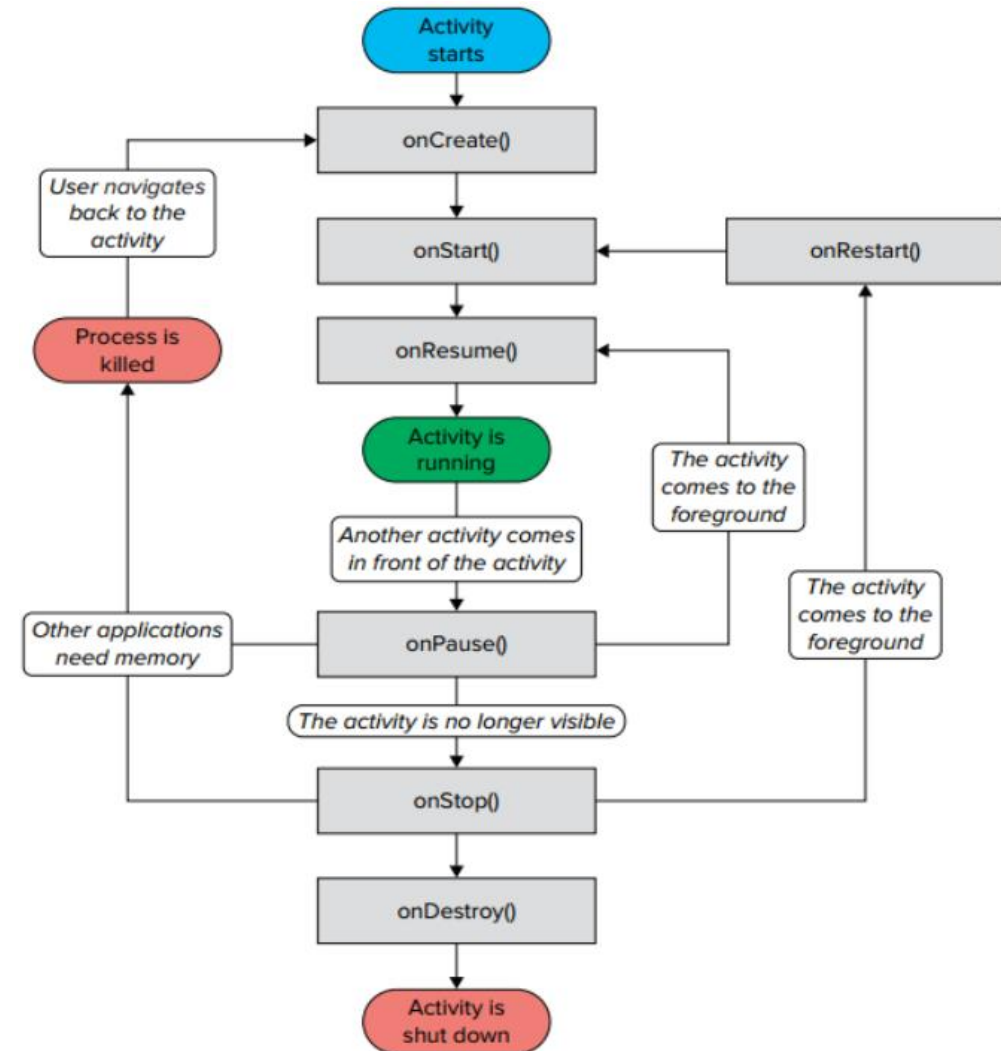 Activity
starts
onCreate()
User navigates
back to the
activity
onStart()
onRestart()
Process is
killed
onResume()
Activity is
running
The activity
comes to the
foreground
Another activity comes
in front of the activity
The activity
comes to the
foreground
Other applications
need memory
onPause()
The activity is no longer visible
onStop()
onDestroy()
Activity is
shut down